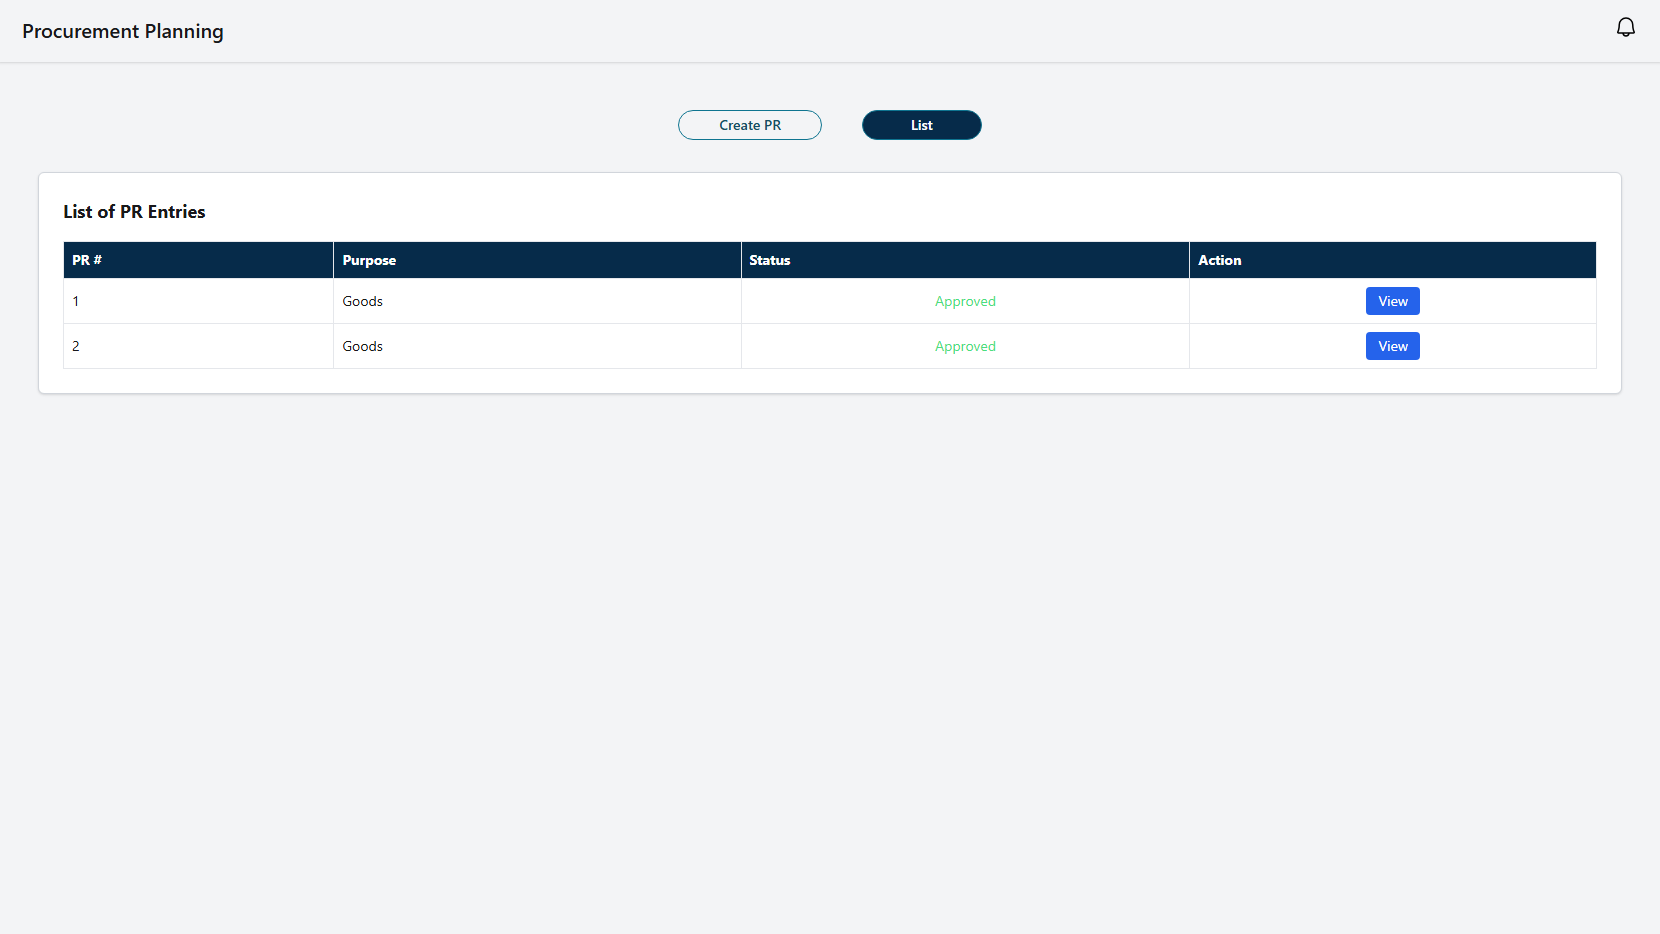 Procurement Planning
Create PR List
List of PR Entries
PR # Purpose Status Action
1 Goods Approved View
2 Goods Approved View